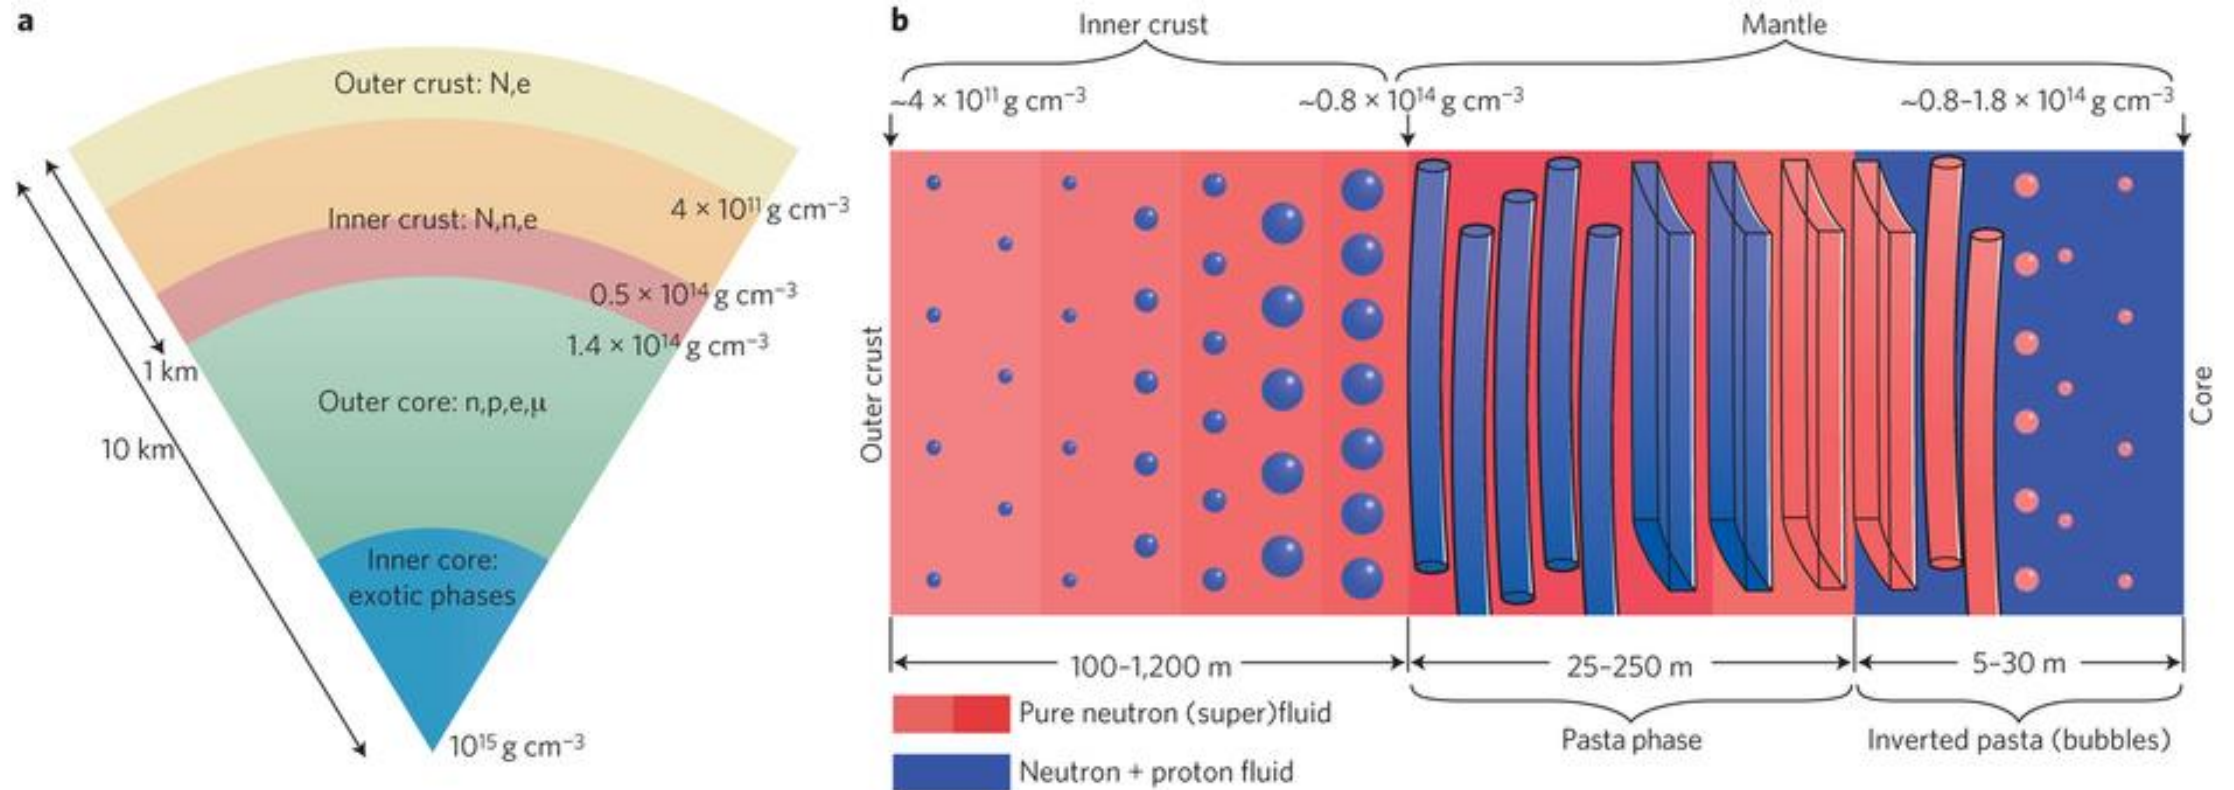 a
Outer crust: N,e
Inner crust: N,n,e
4 × 10¹¹ g cm⁻³
0.5 × 10¹⁴ g cm⁻³
1.4 × 10¹⁴ g cm⁻³
1 km
Outer core: n,p,e,μ
10 km
Inner core:
exotic phases
10¹⁵ g cm⁻³
b
Inner crust
Mantle
~4 × 10¹¹ g cm⁻³
~0.8 × 10¹⁴ g cm⁻³
~0.8–1.8 × 10¹⁴ g cm⁻³
Outer crust
Core
100–1,200 m
25–250 m
5–30 m
Pure neutron (super)fluid
Pasta phase
Inverted pasta (bubbles)
Neutron + proton fluid